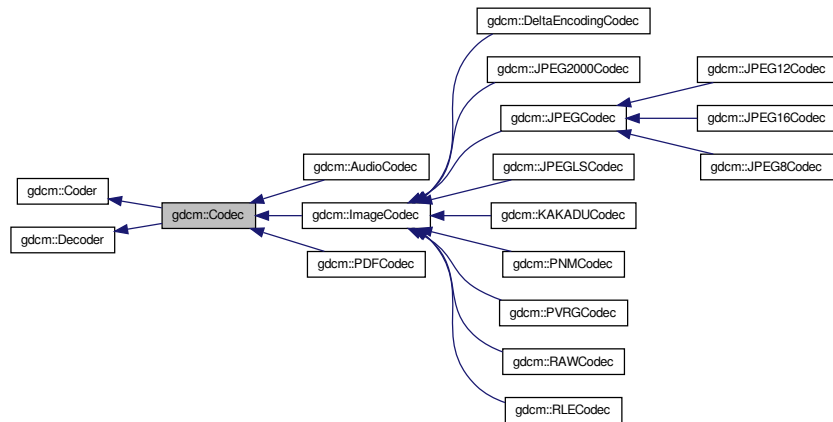 gdcm::DeltaEncodingCodec
gdcm::JPEG2000Codec
gdcm::JPEG12Codec
gdcm::JPEGCodec
gdcm::JPEG16Codec
gdcm::AudioCodec
gdcm::JPEGLSCodec
gdcm::JPEG8Codec
gdcm::Coder
gdcm::Codec
gdcm::ImageCodec
gdcm::KAKADUCodec
gdcm::Decoder
gdcm::PDFCodec
gdcm::PNMCodec
gdcm::PVRGCodec
gdcm::RAWCodec
gdcm::RLECodec